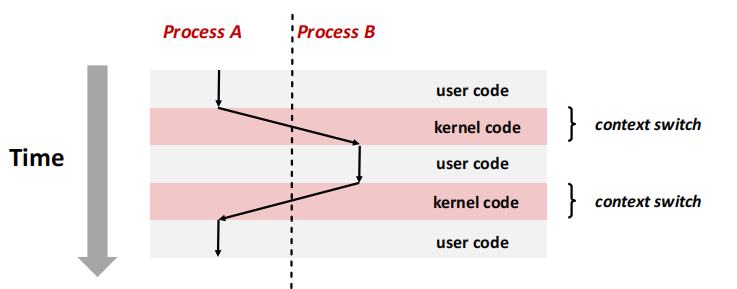 Process A
Process B
user code
kernel code
context switch
Time
user code
kernel code
context switch
user code